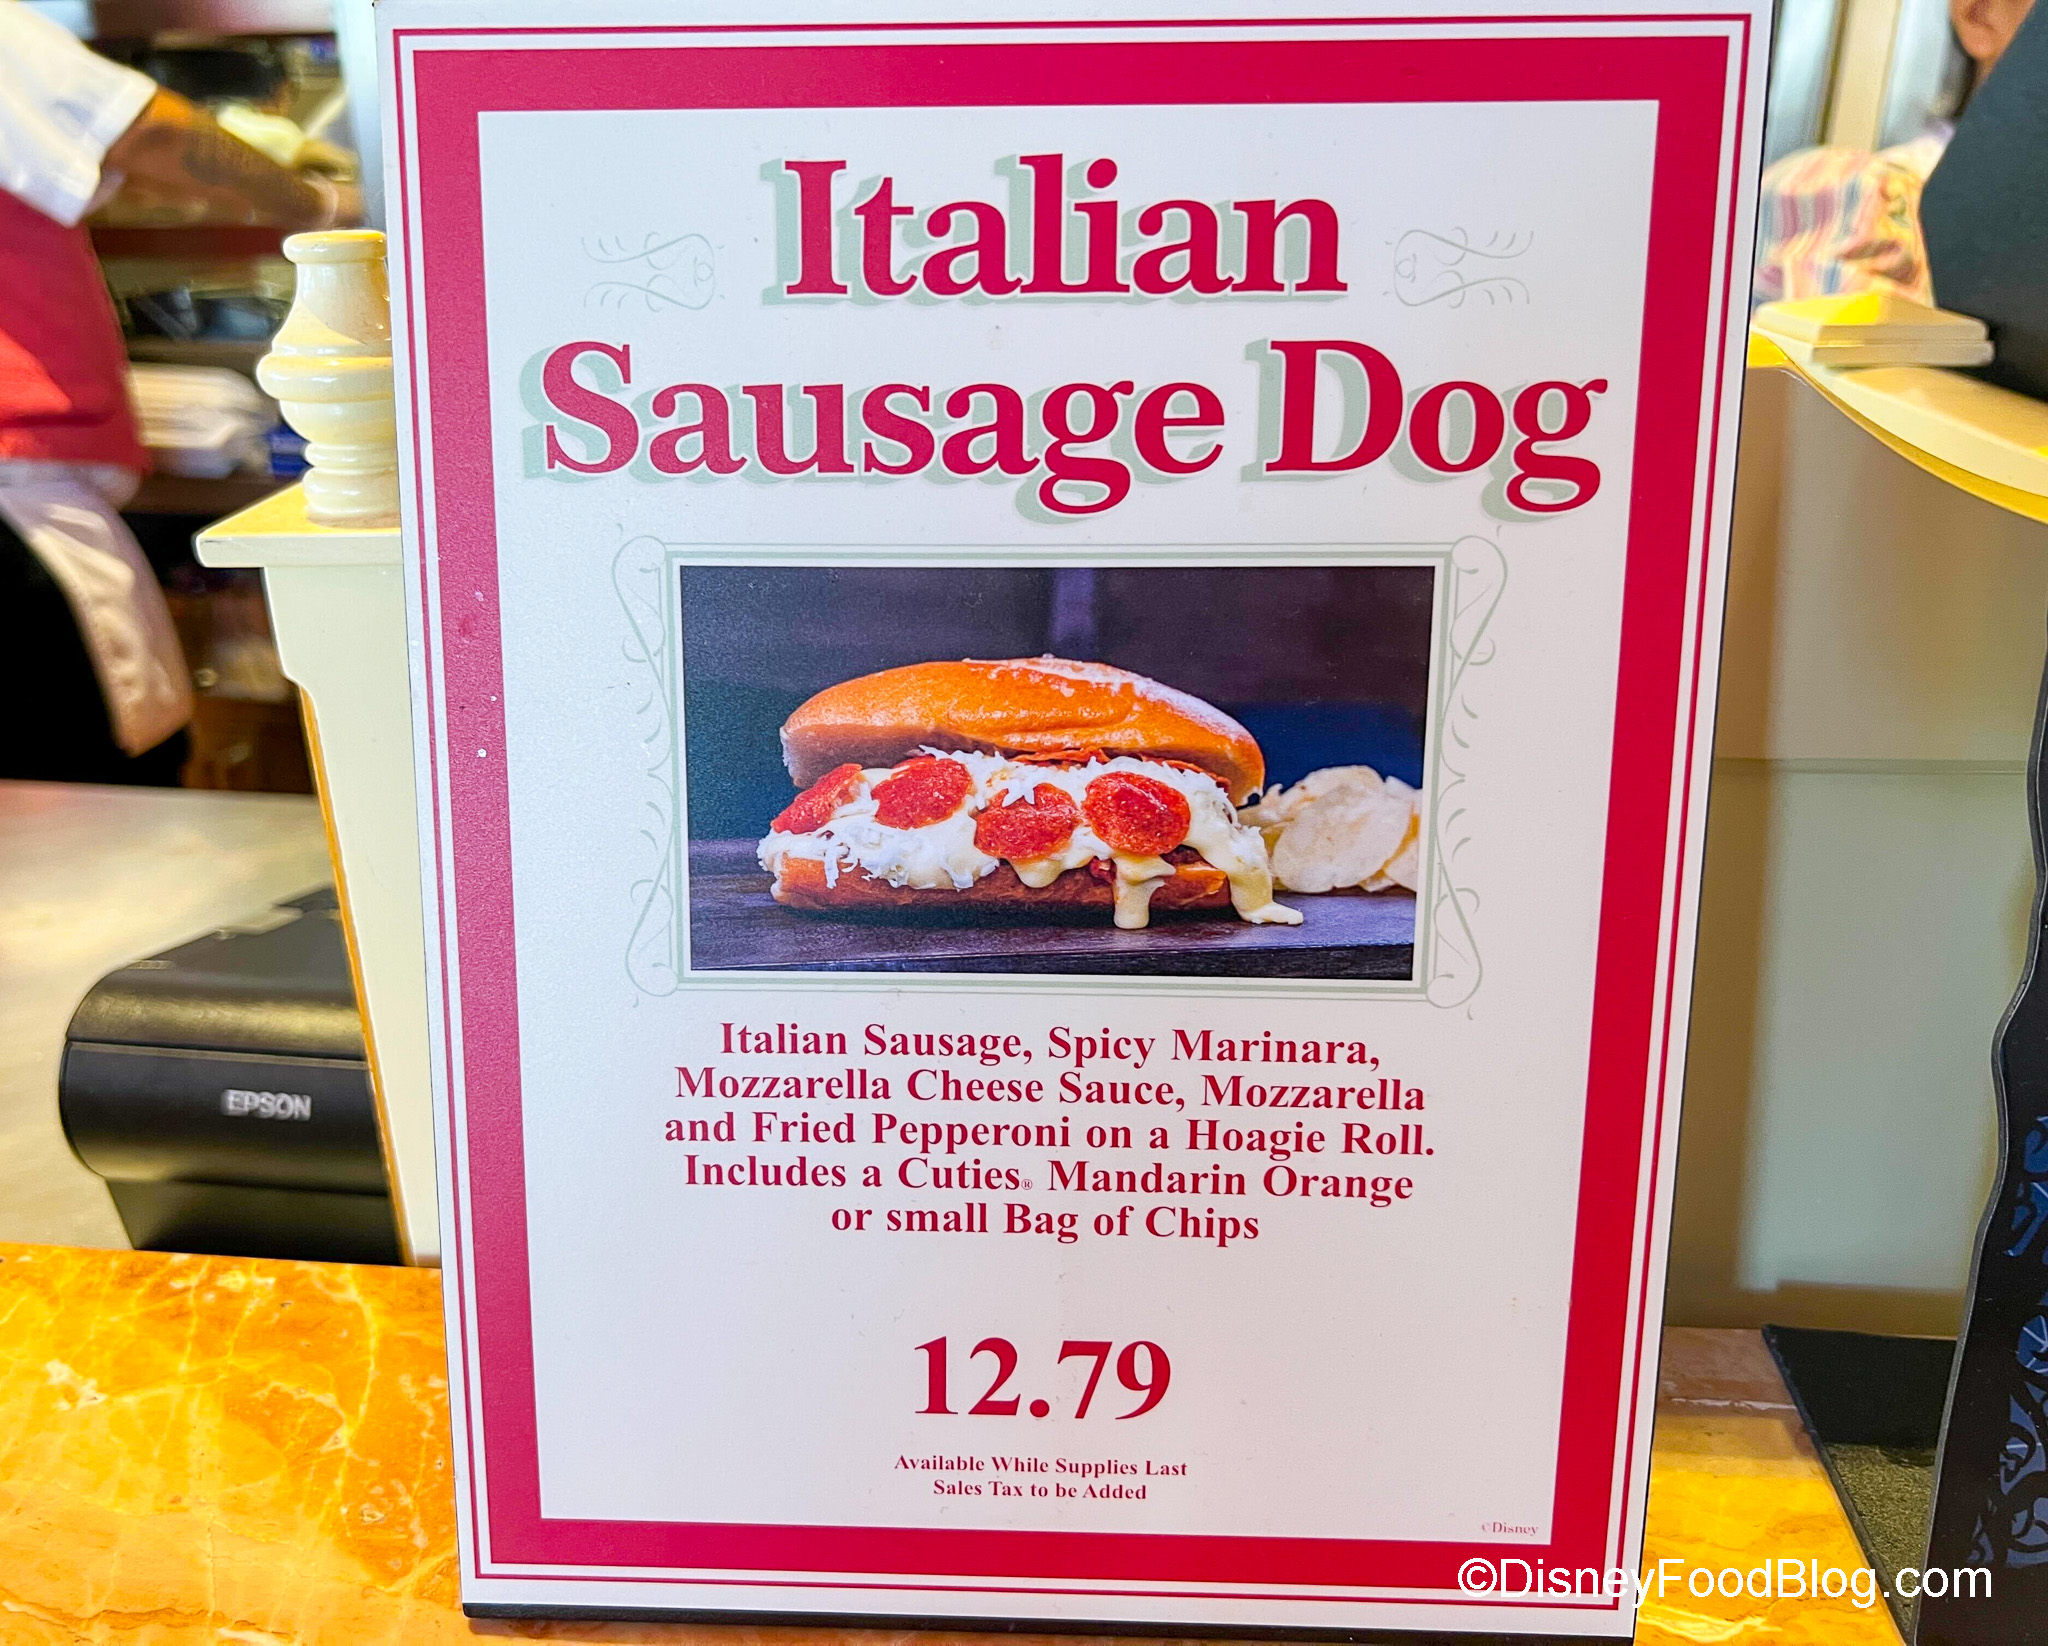 Italian
Sausage Dog
Italian Sausage, Spicy Marinara,
Mozzarella Cheese Sauce, Mozzarella
and Fried Pepperoni on a Hoagie Roll.
Includes a Cuties® Mandarin Orange
or small Bag of Chips
12.79
Available While Supplies Last
Sales Tax to be Added
©Disney
EPSON
©DisneyFoodBlog.com